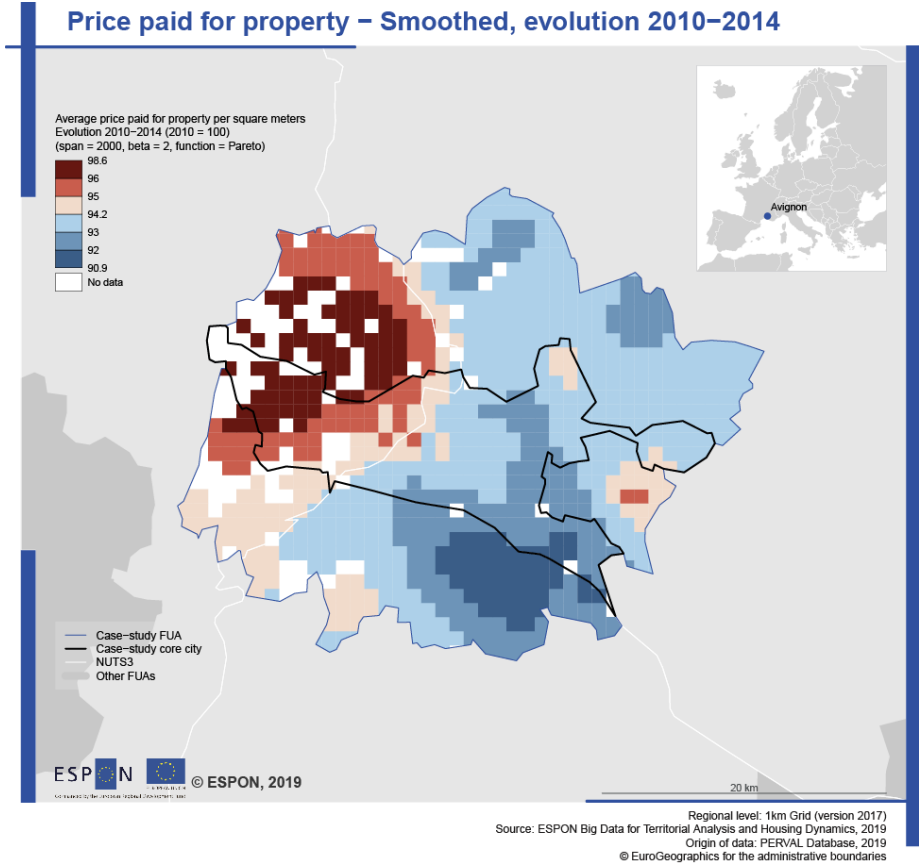 Price paid for property − Smoothed, evolution 2010−2014
Average price paid for property per square meters
Evolution 2010−2014 (2010 = 100)
(span = 2000, beta = 2, function = Pareto)
98.6
96
95
94.2
93
92
90.9
No data
Avignon
Case−study FUA
Case−study core city
NUTS3
Other FUAs
ESPON
© ESPON, 2019
20 km
Regional level: 1km Grid (version 2017)
Source: ESPON Big Data for Territorial Analysis and Housing Dynamics, 2019
Origin of data: PERVAL Database, 2019
© EuroGeographics for the administrative boundaries